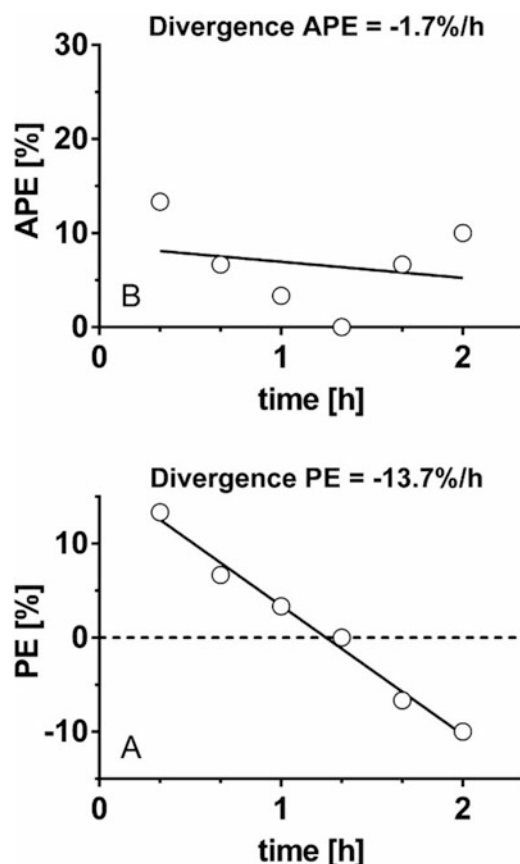 Divergence APE = -1.7%/h
30
20
10
0
APE [%]
B
0
1
2
time [h]
Divergence PE = -13.7%/h
10
0
-10
PE [%]
A
0
1
2
time [h]